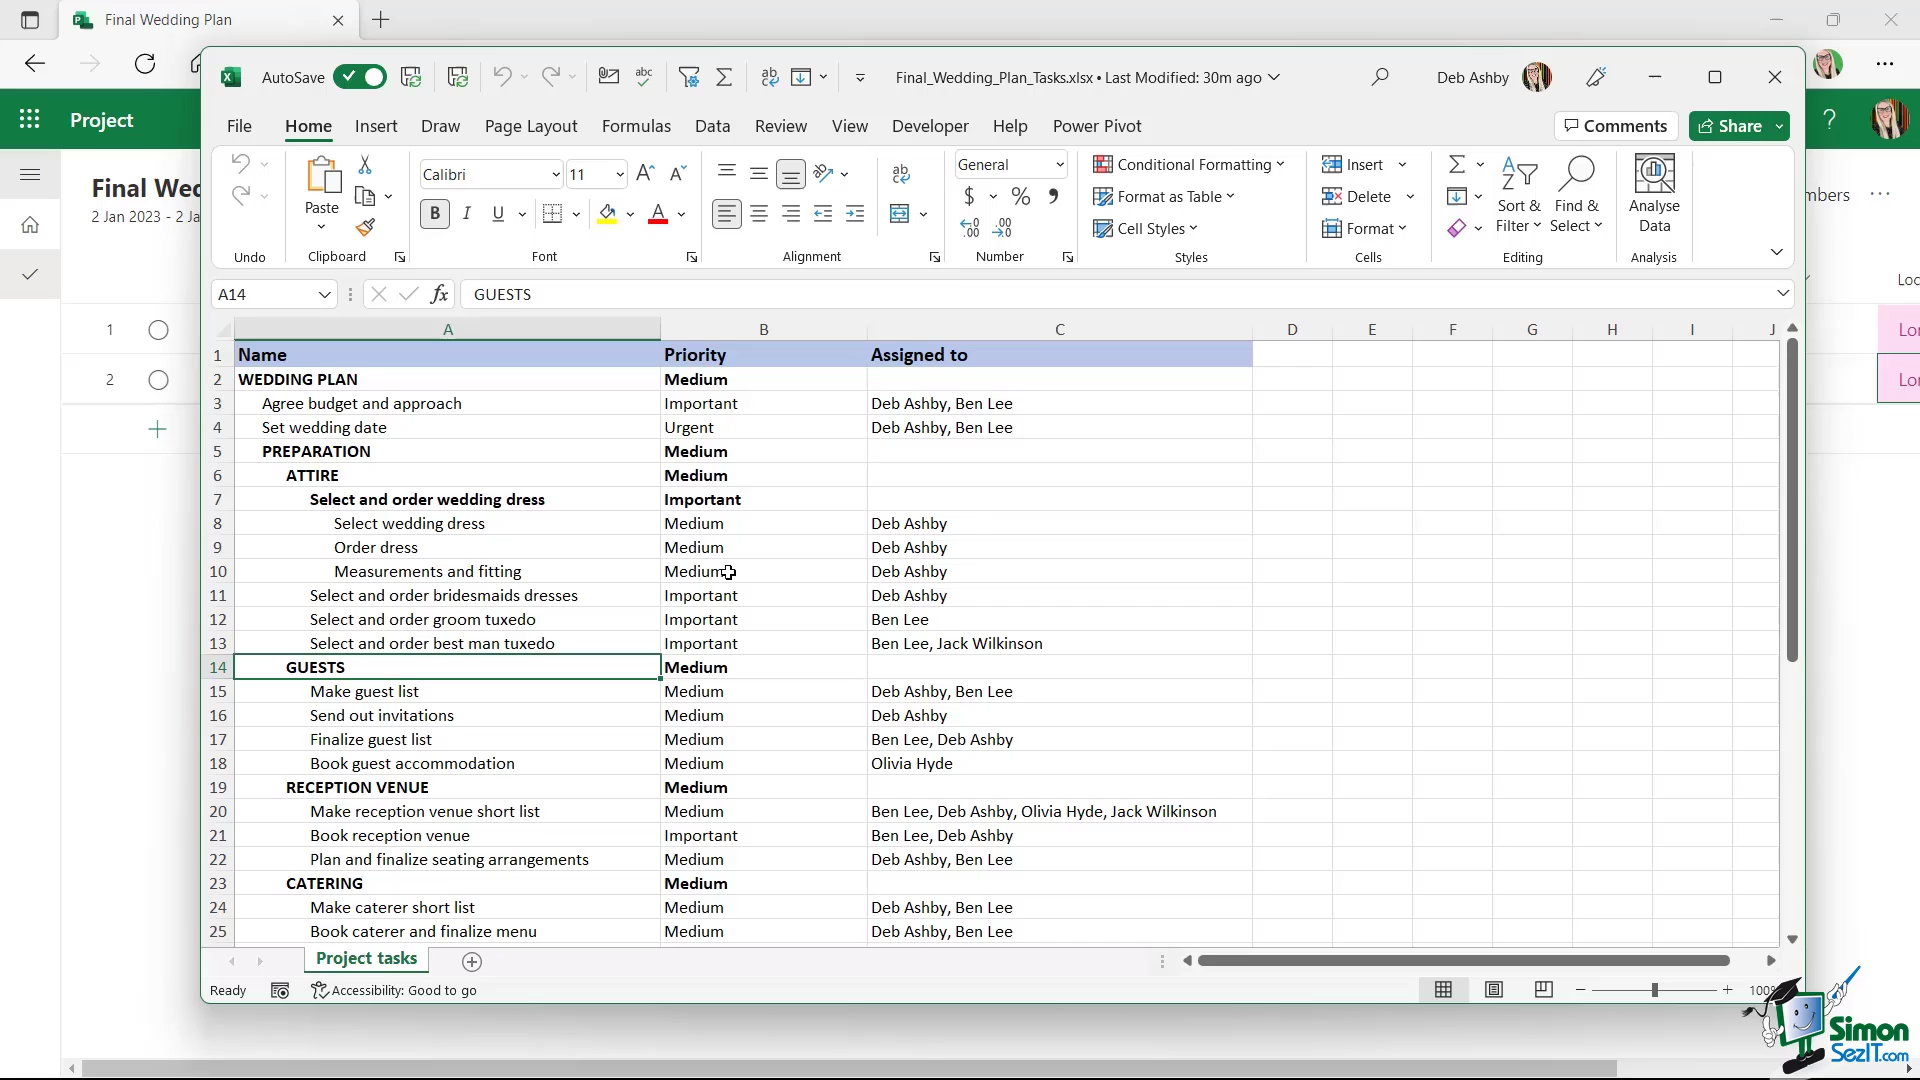 Final Wedding Plan
AutoSave
abc
Final_Wedding_Plan_Tasks.xlsx • Last Modified: 30m ago
Deb Ashby
Project
File Home Insert Draw Page Layout Formulas Data Review View Developer Help Power Pivot
Comments
Share
Final Wed
2 Jan 2023 - 2 Ja
mbers
Loc
Paste
Calibri
11
B I U
General
$ % ,
Conditional Formatting
Format as Table
Cell Styles
Insert
Delete
Format
Sort & Filter
Find & Select
Analyse Data
Undo Clipboard Font Alignment Number Styles Cells Editing Analysis
A14
fx
GUESTS
A B C D E F G H I J
1 Name Priority Assigned to
2 WEDDING PLAN Medium
3 Agree budget and approach Important Deb Ashby, Ben Lee
4 Set wedding date Urgent Deb Ashby, Ben Lee
5 PREPARATION Medium
6 ATTIRE Medium
7 Select and order wedding dress Important
8 Select wedding dress Medium Deb Ashby
9 Order dress Medium Deb Ashby
10 Measurements and fitting Medium Deb Ashby
11 Select and order bridesmaids dresses Important Deb Ashby
12 Select and order groom tuxedo Important Ben Lee
13 Select and order best man tuxedo Important Ben Lee, Jack Wilkinson
14 GUESTS Medium
15 Make guest list Medium Deb Ashby, Ben Lee
16 Send out invitations Medium Deb Ashby
17 Finalize guest list Medium Ben Lee, Deb Ashby
18 Book guest accommodation Medium Olivia Hyde
19 RECEPTION VENUE Medium
20 Make reception venue short list Medium Ben Lee, Deb Ashby, Olivia Hyde, Jack Wilkinson
21 Book reception venue Important Ben Lee, Deb Ashby
22 Plan and finalize seating arrangements Medium Deb Ashby, Ben Lee
23 CATERING Medium
24 Make caterer short list Medium Deb Ashby, Ben Lee
25 Book caterer and finalize menu Medium Deb Ashby, Ben Lee
1
2
Lon
Lon
Project tasks
Ready
Accessibility: Good to go
100%
Simon
SezIT.com